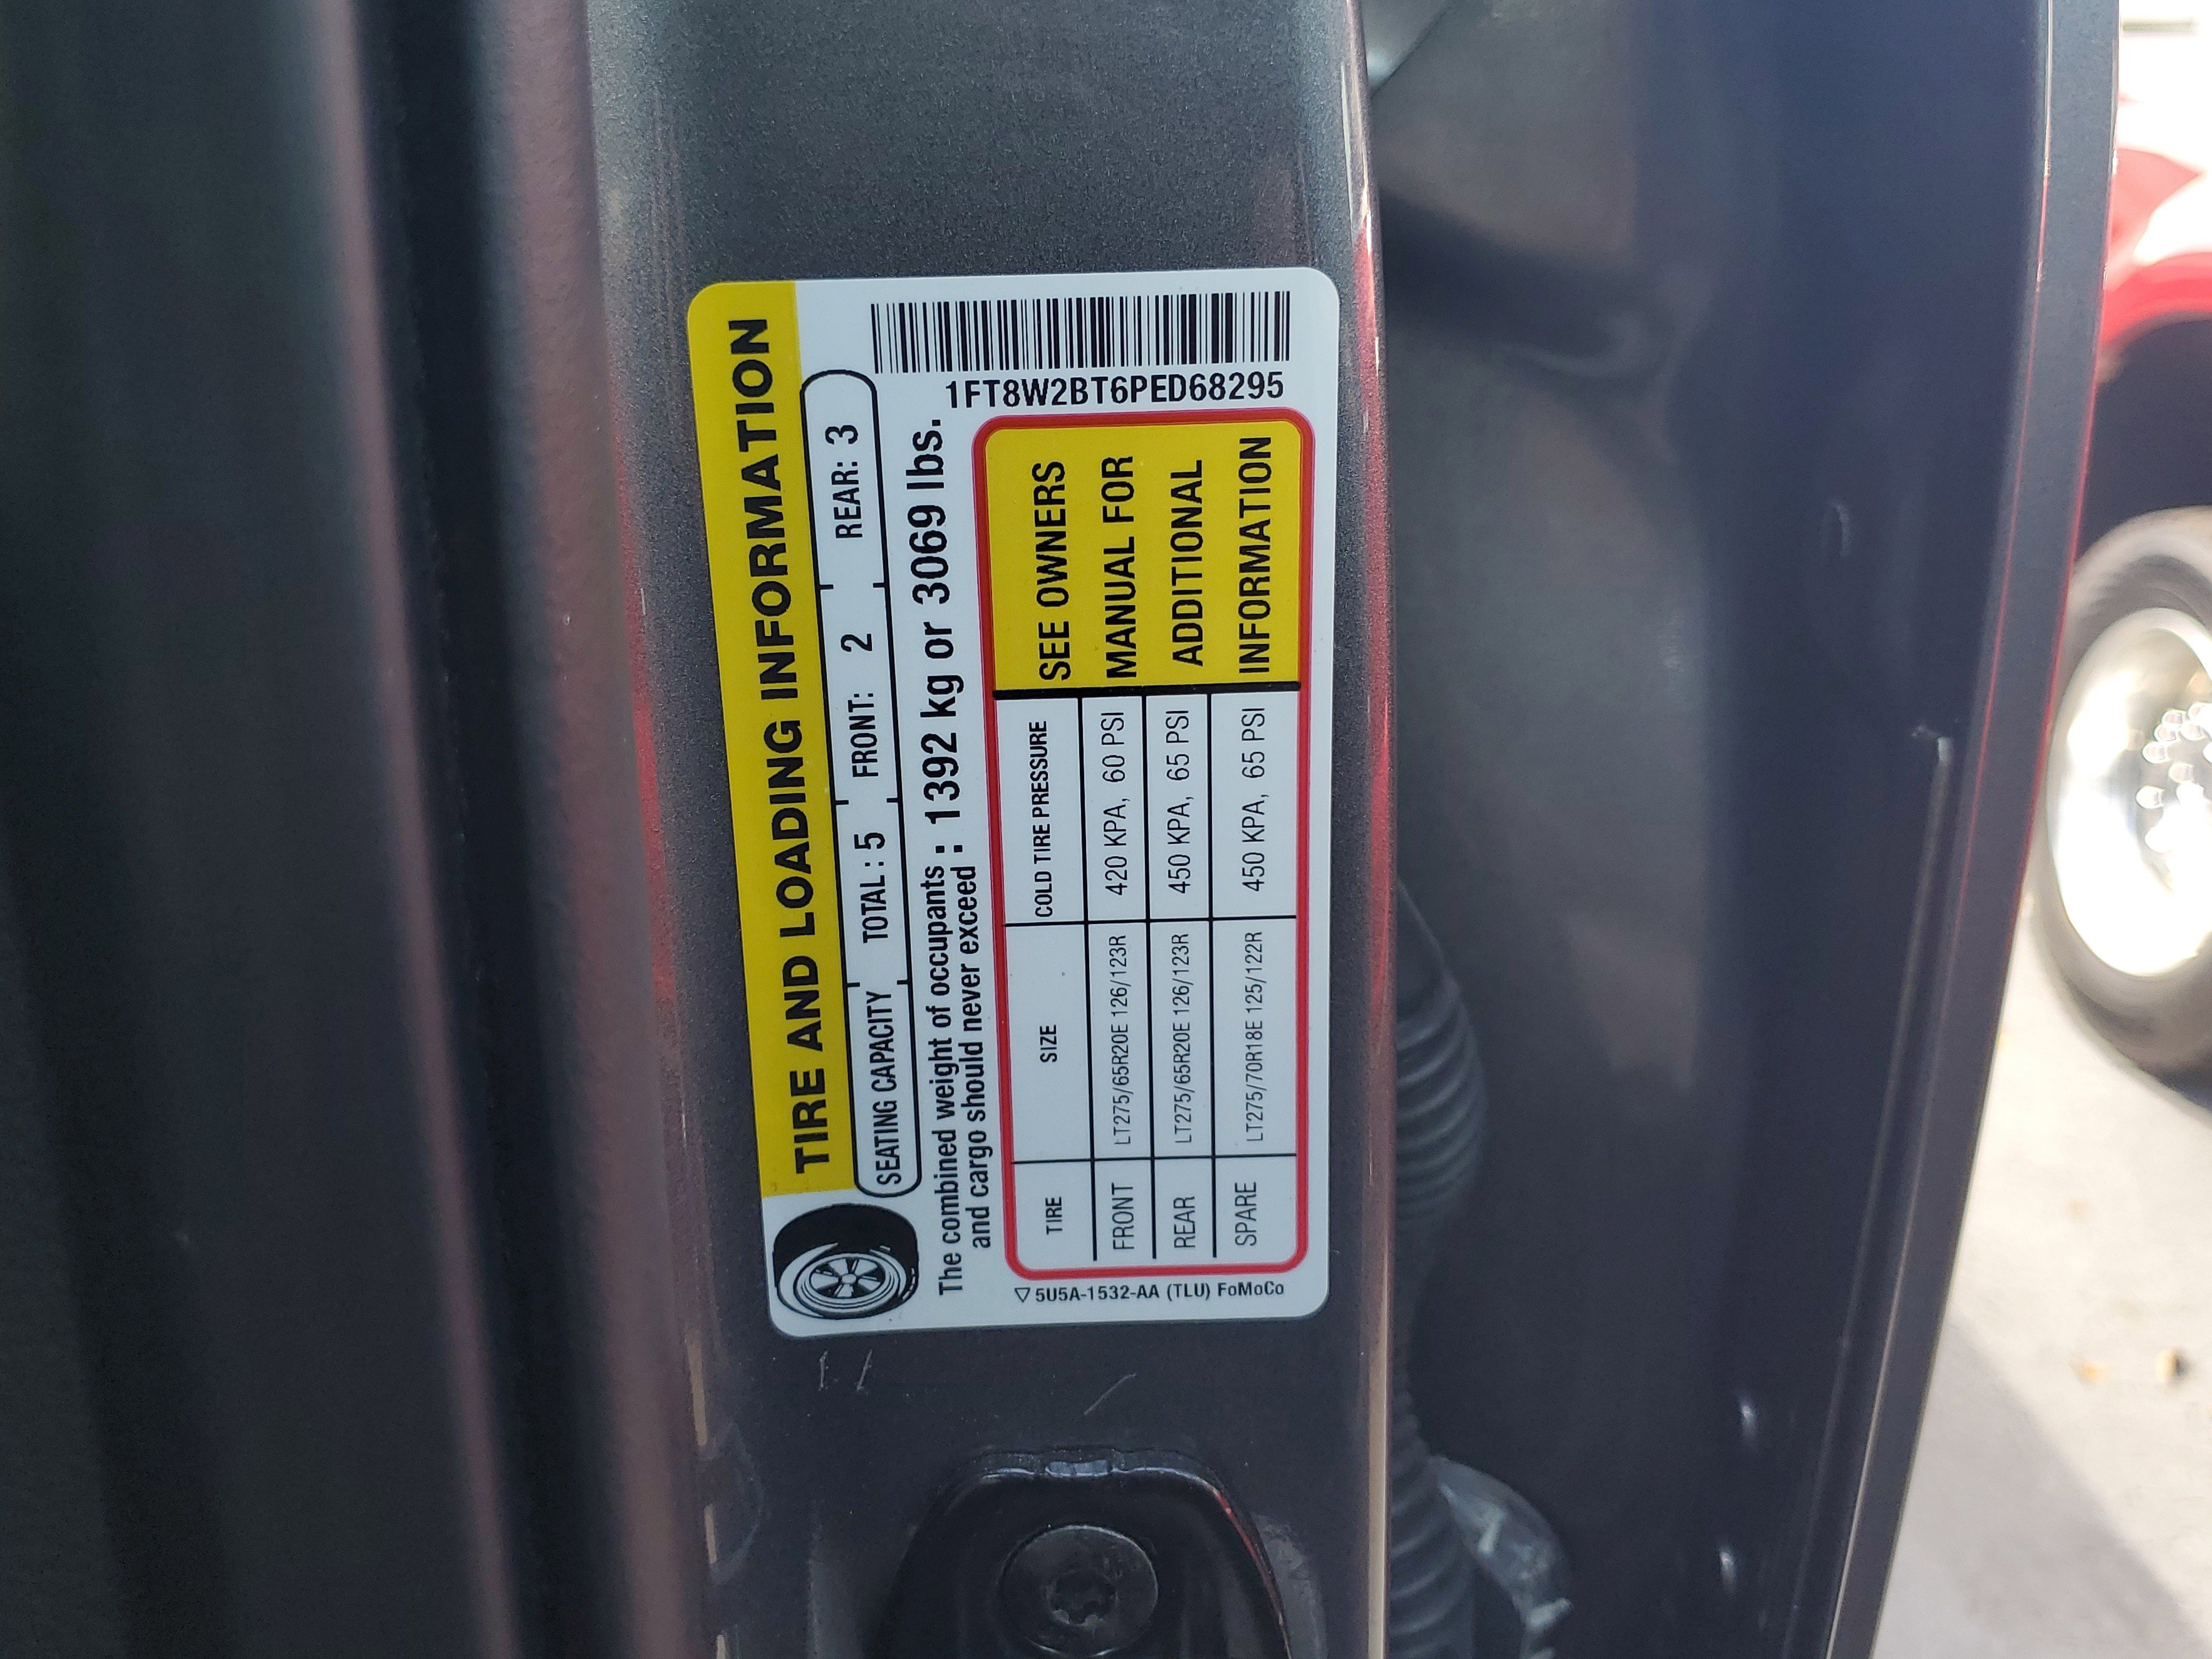 TIRE AND LOADING INFORMATION
SEATING CAPACITY TOTAL : 5 FRONT: 2 REAR: 3
The combined weight of occupants
and cargo should never exceed : 1392 kg or 3069 lbs.
TIRE SIZE COLD TIRE PRESSURE
FRONT LT275/65R20E 126/123R 420 KPA, 60 PSI
REAR LT275/65R20E 126/123R 450 KPA, 65 PSI
SPARE LT275/70R18E 125/122R 450 KPA, 65 PSI
SEE OWNERS
MANUAL FOR
ADDITIONAL
INFORMATION
1FT8W2BT6PED68295
5U5A-1532-AA (TLU) FoMoCo